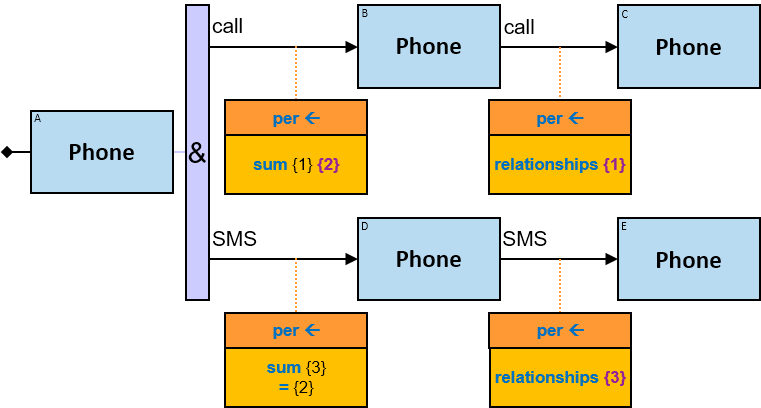 call
B
Phone
call
C
Phone
A
Phone
&
per ←
sum {1} {2}
per ←
relationships {1}
SMS
D
Phone
SMS
E
Phone
per ←
sum {3}
= {2}
per ←
relationships {3}